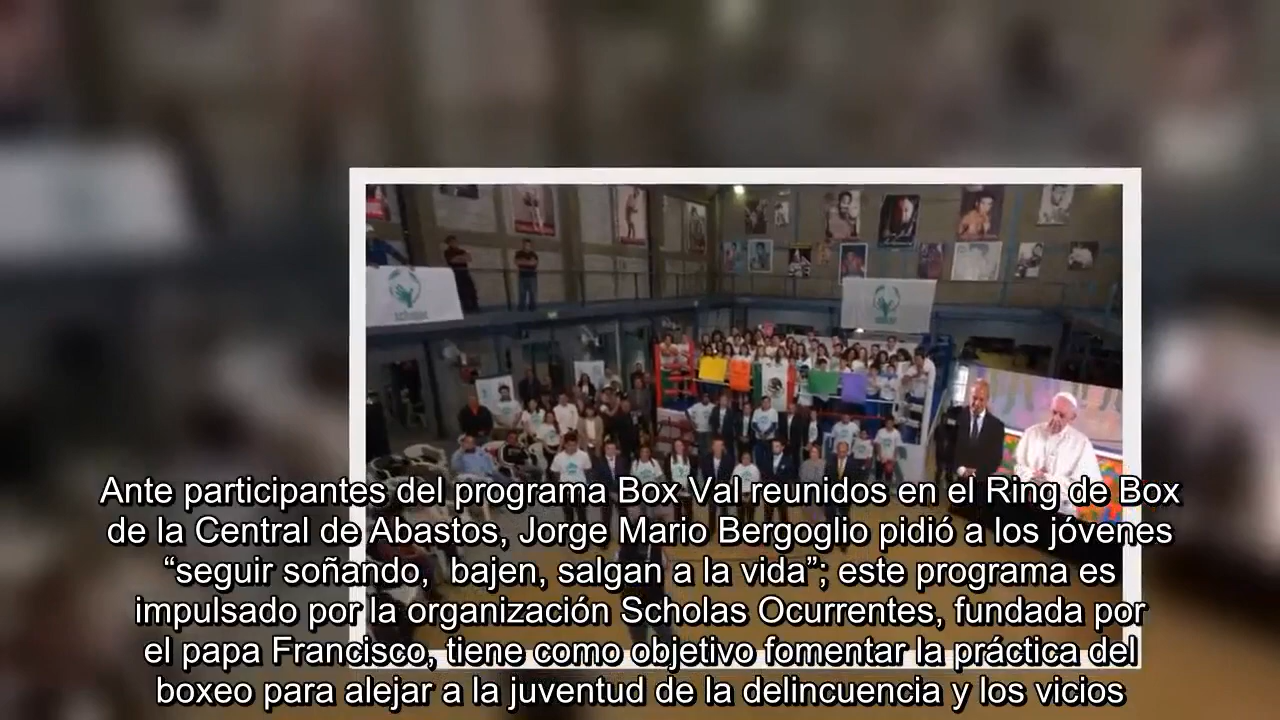 Ante participantes del programa Box Val reunidos en el Ring de Box
de la Central de Abastos, Jorge Mario Bergoglio pidió a los jóvenes
“seguir soñando,  bajen, salgan a la vida”; este programa es
impulsado por la organización Scholas Ocurrentes, fundada por
el papa Francisco, tiene como objetivo fomentar la práctica del
boxeo para alejar a la juventud de la delincuencia y los vicios